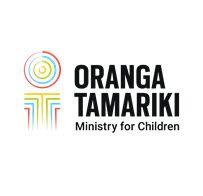 ORANGA
TAMARIKI
Ministry for Children